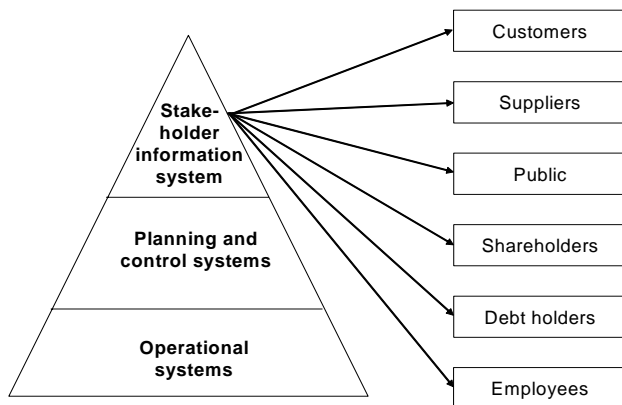 Stake-
holder
information
system
Planning and
control systems
Operational
systems
Customers
Suppliers
Public
Shareholders
Debt holders
Employees